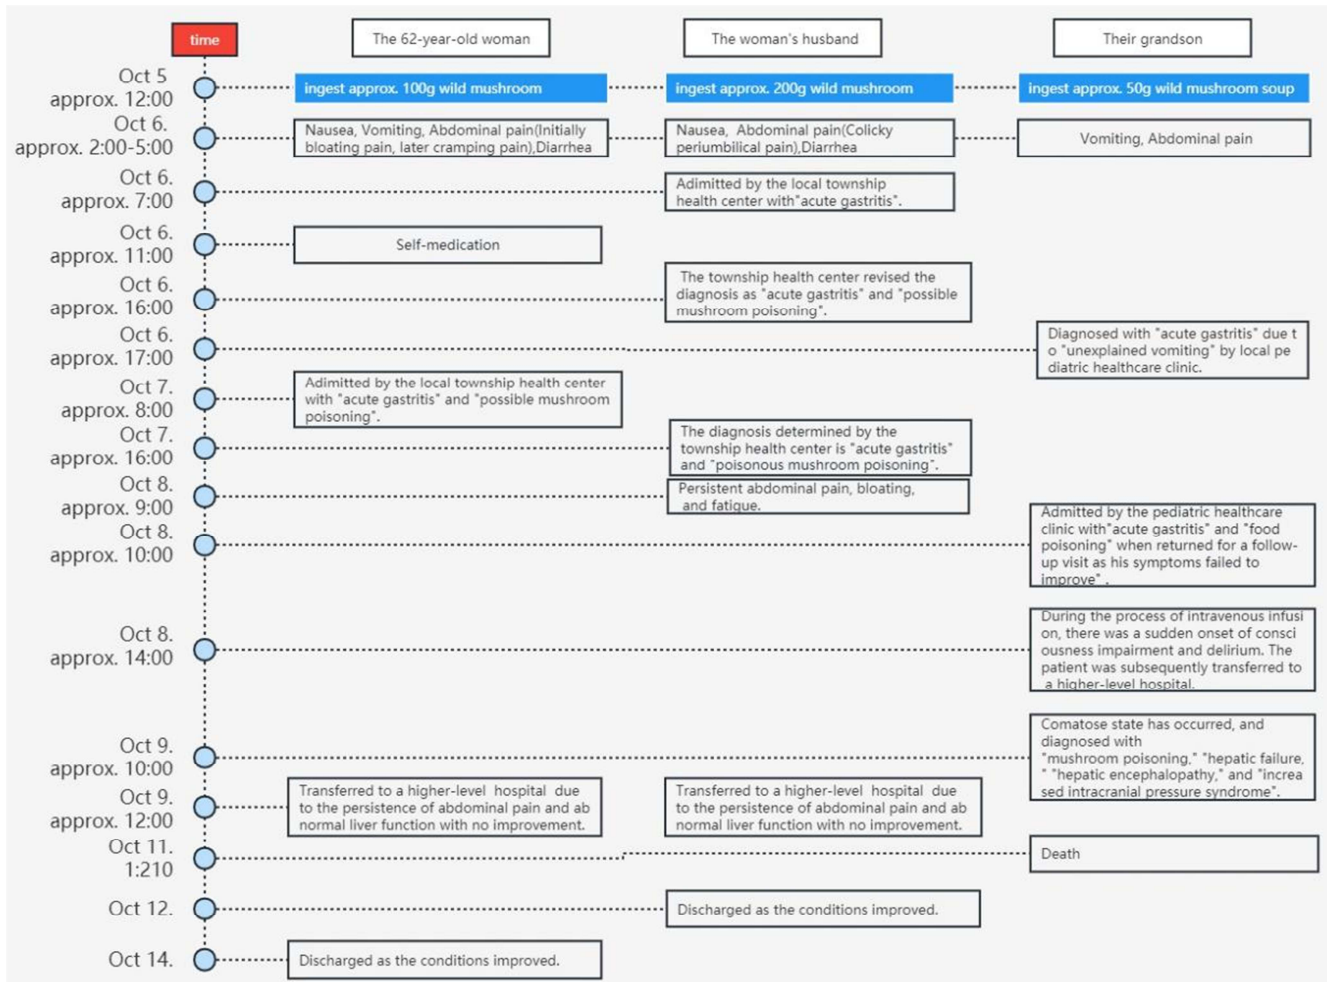 time
The 62-year-old woman
The woman's husband
Their grandson
Oct 5
approx. 12:00
ingest approx. 100g wild mushroom
ingest approx. 200g wild mushroom
ingest approx. 50g wild mushroom soup
Oct 6.
approx. 2:00-5:00
Nausea, Vomiting, Abdominal pain(Initially
bloating pain, later cramping pain),Diarrhea
Nausea, Abdominal pain(Colicky
periumbilical pain),Diarrhea
Vomiting, Abdominal pain
Oct 6.
approx. 7:00
Adimitted by the local township
health center with"acute gastritis".
Oct 6.
approx. 11:00
Self-medication
Oct 6.
approx. 16:00
The township health center revised the
diagnosis as "acute gastritis" and "possible
mushroom poisoning".
Oct 6.
approx. 17:00
Diagnosed with "acute gastritis" due t
o "unexplained vomiting" by local pe
diatric healthcare clinic.
Oct 7.
approx. 8:00
Adimitted by the local township health center
with "acute gastritis" and "possible mushroom
poisoning".
Oct 7.
approx. 16:00
The diagnosis determined by the
township health center is "acute gastritis"
and "poisonous mushroom poisoning".
Oct 8.
approx. 9:00
Persistent abdominal pain, bloating,
and fatigue.
Oct 8.
approx. 10:00
Admitted by the pediatric healthcare
clinic with"acute gastritis" and "food
poisoning" when returned for a follow-
up visit as his symptoms failed to
improve" .
Oct 8.
approx. 14:00
During the process of intravenous infusi
on, there was a sudden onset of consci
ousness impairment and delirium. The
patient was subsequently transferred to
a higher-level hospital.
Oct 9.
approx. 10:00
Comatose state has occurred, and
diagnosed with
"mushroom poisoning," "hepatic failure,
" "hepatic encephalopathy," and "increa
sed intracranial pressure syndrome".
Oct 9.
approx. 12:00
Transferred to a higher-level hospital due
to the persistence of abdominal pain and ab
normal liver function with no improvement.
Transferred to a higher-level hospital due
to the persistence of abdominal pain and ab
normal liver function with no improvement.
Oct 11.
1:210
Death
Oct 12.
Discharged as the conditions improved.
Oct 14.
Discharged as the conditions improved.